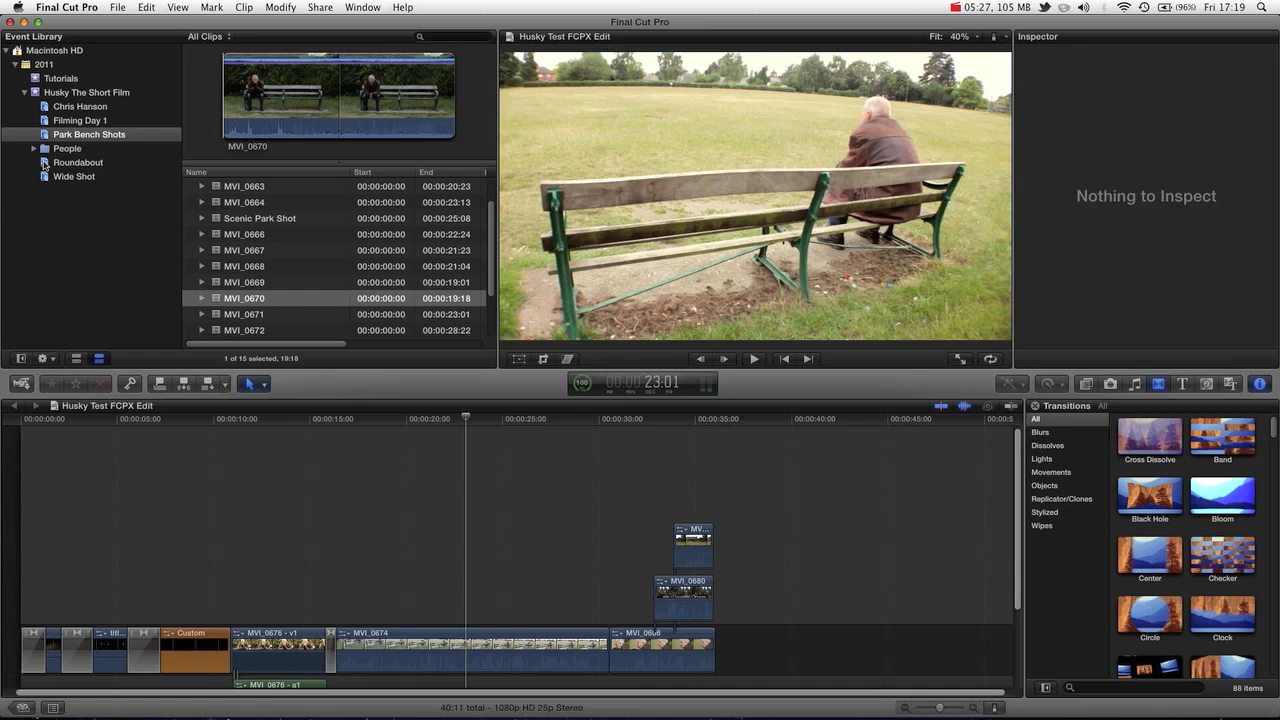 Final Cut Pro File Edit View Mark Clip Modify Share Window Help 05:27, 105 MB (96%) Fri 17:19
Final Cut Pro
Event Library
All Clips
Husky Test FCPX Edit
Fit: 40%
Inspector
Macintosh HD
2011
Tutorials
Husky The Short Film
Chris Hanson
Filming Day 1
Park Bench Shots
People
Roundabout
Wide Shot
MVI_0670
Name Start End
MVI_0663 00:00:00:00 00:00:20:23
MVI_0664 00:00:00:00 00:00:23:13
Scenic Park Shot 00:00:00:00 00:00:25:08
MVI_0666 00:00:00:00 00:00:22:24
MVI_0667 00:00:00:00 00:00:21:23
MVI_0668 00:00:00:00 00:00:21:04
MVI_0669 00:00:00:00 00:00:19:01
MVI_0670 00:00:00:00 00:00:19:18
MVI_0671 00:00:00:00 00:00:23:01
MVI_0672 00:00:00:00 00:00:28:22
1 of 15 selected, 19:18
Nothing to Inspect
100 00:00:23:01
HR MIN SEC FR
Husky Test FCPX Edit
00:00:00:00 00:00:05:00 00:00:10:00 00:00:15:00 00:00:20:00 00:00:25:00 00:00:30:00 00:00:35:00 00:00:40:00 00:00:45:00 00:00:5
MV...
MVI_0680
titl...
Custom
MVI_0676 - v1
MVI_0674
MVI_0676 - a1
Transitions All
All
Blurs
Dissolves
Lights
Movements
Objects
Replicator/Clones
Stylized
Wipes
Cross Dissolve Band
Black Hole Bloom
Center Checker
Circle Clock
88 items
40:11 total - 1080p HD 25p Stereo